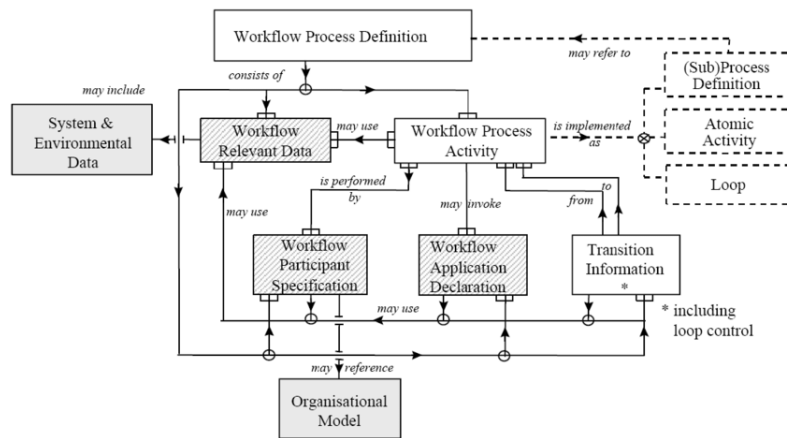 Workflow Process Definition
may refer to
consists of
(Sub)Process
Definition
may include
System &
Environmental
Data
Workflow
Relevant Data
may use
Workflow Process
Activity
is implemented
as
Atomic
Activity
Loop
is performed
by
may use
may invoke
to
from
Workflow
Participant
Specification
Workflow
Application
Declaration
Transition
Information
*
may use
* including
loop control
may reference
Organisational
Model